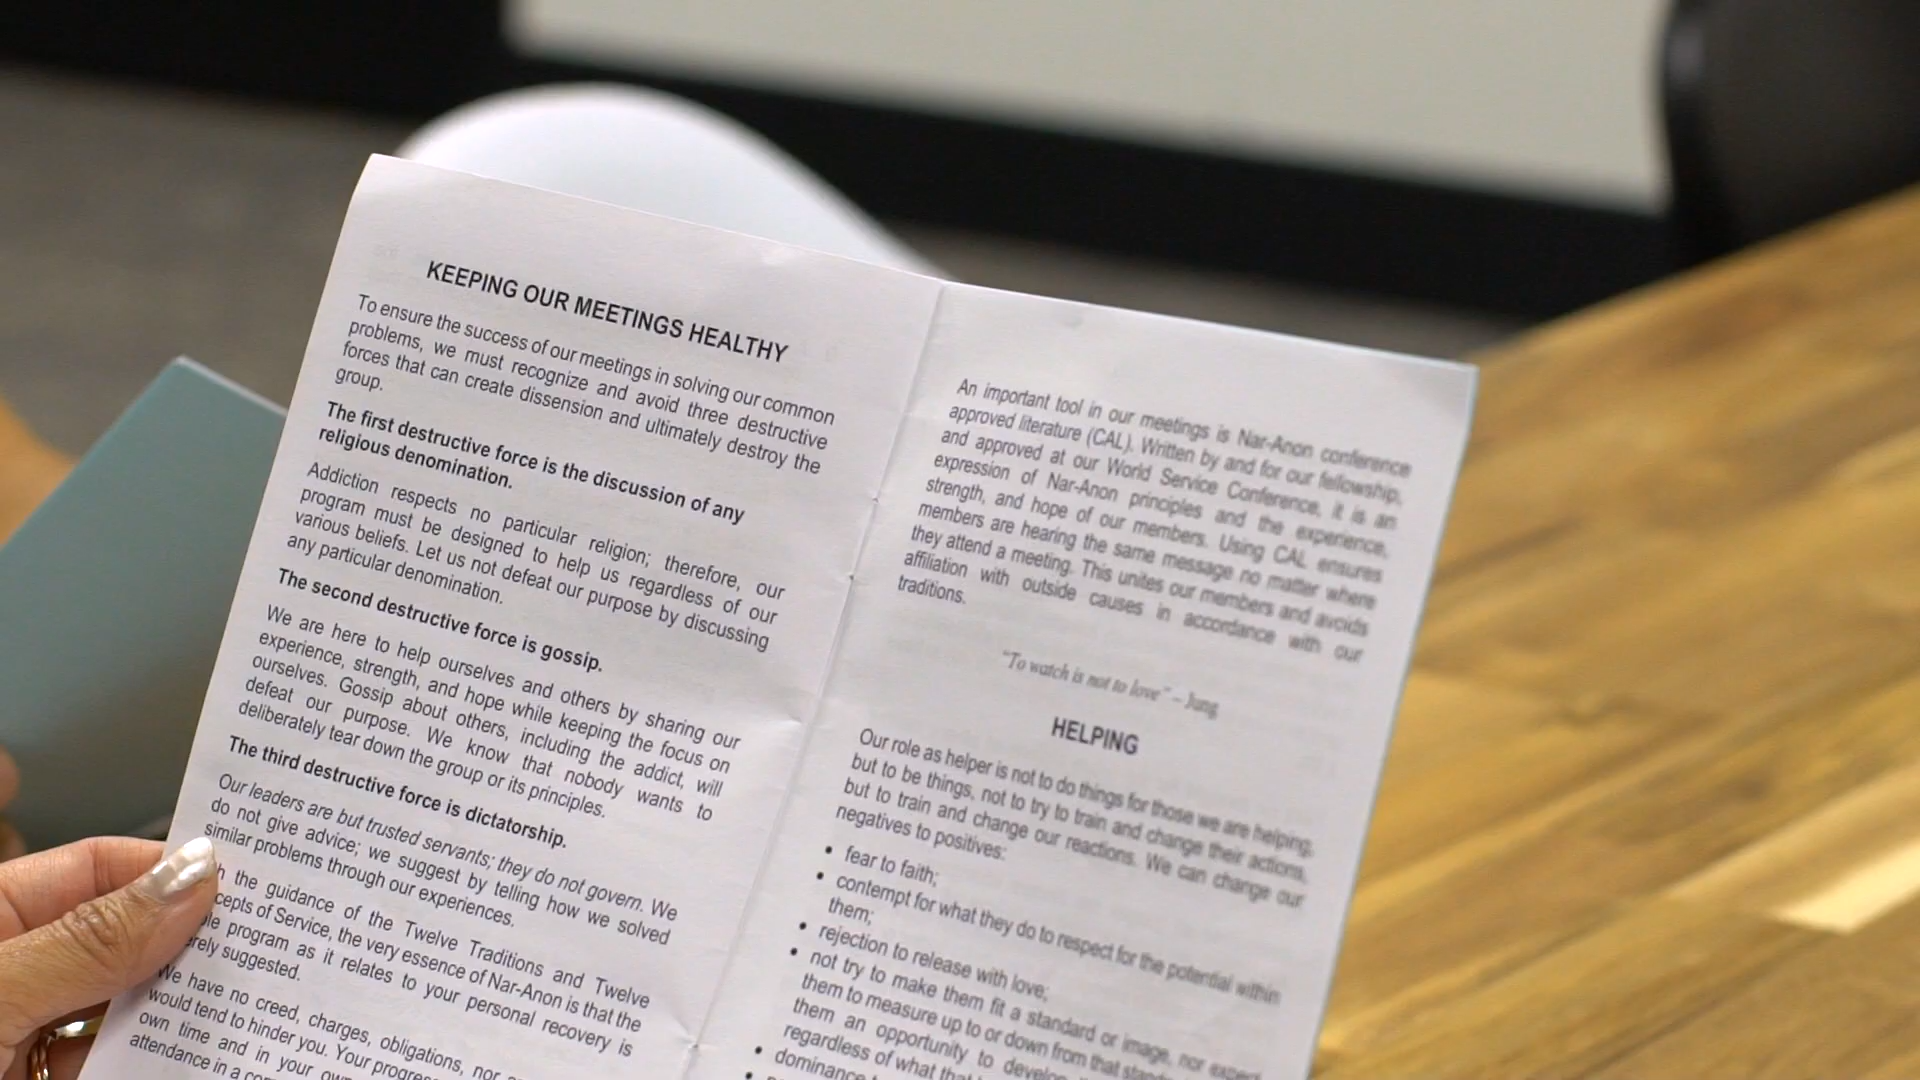 KEEPING OUR MEETINGS HEALTHY
To ensure the success of our meetings in solving our common
problems, we must recognize and avoid three destructive
forces that can create dissension and ultimately destroy the
group.
The first destructive force is the discussion of any
religious denomination.
Addiction respects no particular religion; therefore, our
program must be designed to help us regardless of our
various beliefs. Let us not defeat our purpose by discussing
any particular denomination.
The second destructive force is gossip.
We are here to help ourselves and others by sharing our
experience, strength, and hope while keeping the focus on
ourselves. Gossip about others, including the addict, will
defeat our purpose. We know that nobody wants to
deliberately tear down the group or its principles.
The third destructive force is dictatorship.
Our leaders are but trusted servants; they do not govern. We
do not give advice; we suggest by telling how we solved
similar problems through our experiences.
the guidance of the Twelve Traditions and Twelve
cepts of Service, the very essence of Nar-Anon is that the
program as it relates to your personal recovery is
rely suggested.
We have no creed, charges, obligations, nor
would tend to hinder you. Your progre
own time and in your own
attendance in a
An important tool in our meetings is Nar-Anon conference
approved literature (CAL). Written by and for our fellowship,
and approved at our World Service Conference, it is an
expression of Nar-Anon principles and the experience,
strength, and hope of our members. Using CAL ensures
members are hearing the same message no matter where
they attend a meeting. This unites our members and avoids
affiliation with outside causes in accordance with our
traditions.
"To watch is not to love" – Jung
HELPING
Our role as helper is not to do things for those we are helping,
but to be things, not to try to train and change their actions,
but to train and change our reactions. We can change our
negatives to positives:
• fear to faith;
• contempt for what they do to respect for the potential within
them;
• rejection to release with love;
• not try to make them fit a standard or image, nor expect
them to measure up to or down from that
them an opportunity to develop
regardless of what
• dominance